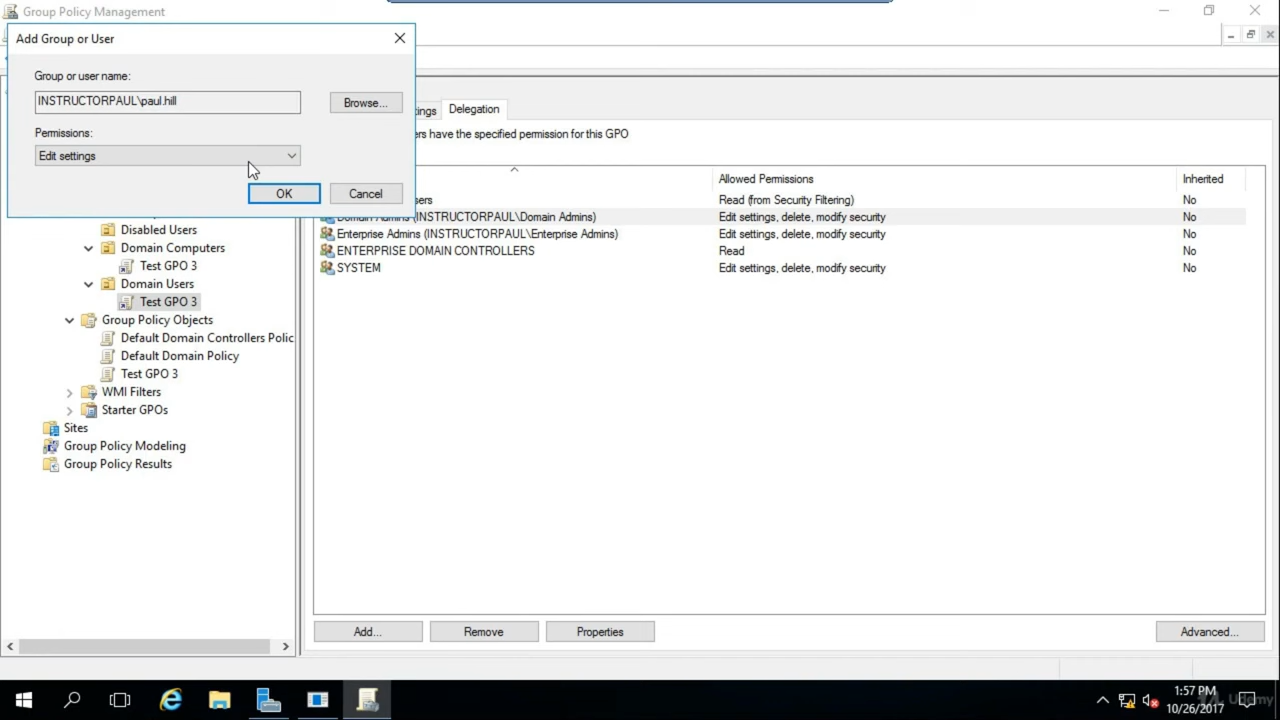 Group Policy Management
Add Group or User
Group or user name:
INSTRUCTORPAUL\paul.hill
Browse...
Permissions:
Edit settings
OK
Cancel
ings
Delegation
ers have the specified permission for this GPO
Allowed Permissions
Inherited
sers
Read (from Security Filtering)
No
Domain Admins (INSTRUCTORPAUL\Domain Admins)
Edit settings, delete, modify security
No
Enterprise Admins (INSTRUCTORPAUL\Enterprise Admins)
Edit settings, delete, modify security
No
ENTERPRISE DOMAIN CONTROLLERS
Read
No
SYSTEM
Edit settings, delete, modify security
No
Disabled Users
Domain Computers
Test GPO 3
Domain Users
Test GPO 3
Group Policy Objects
Default Domain Controllers Polic
Default Domain Policy
Test GPO 3
WMI Filters
Starter GPOs
Sites
Group Policy Modeling
Group Policy Results
Add...
Remove
Properties
Advanced...
1:57 PM
10/26/2017
Udemy